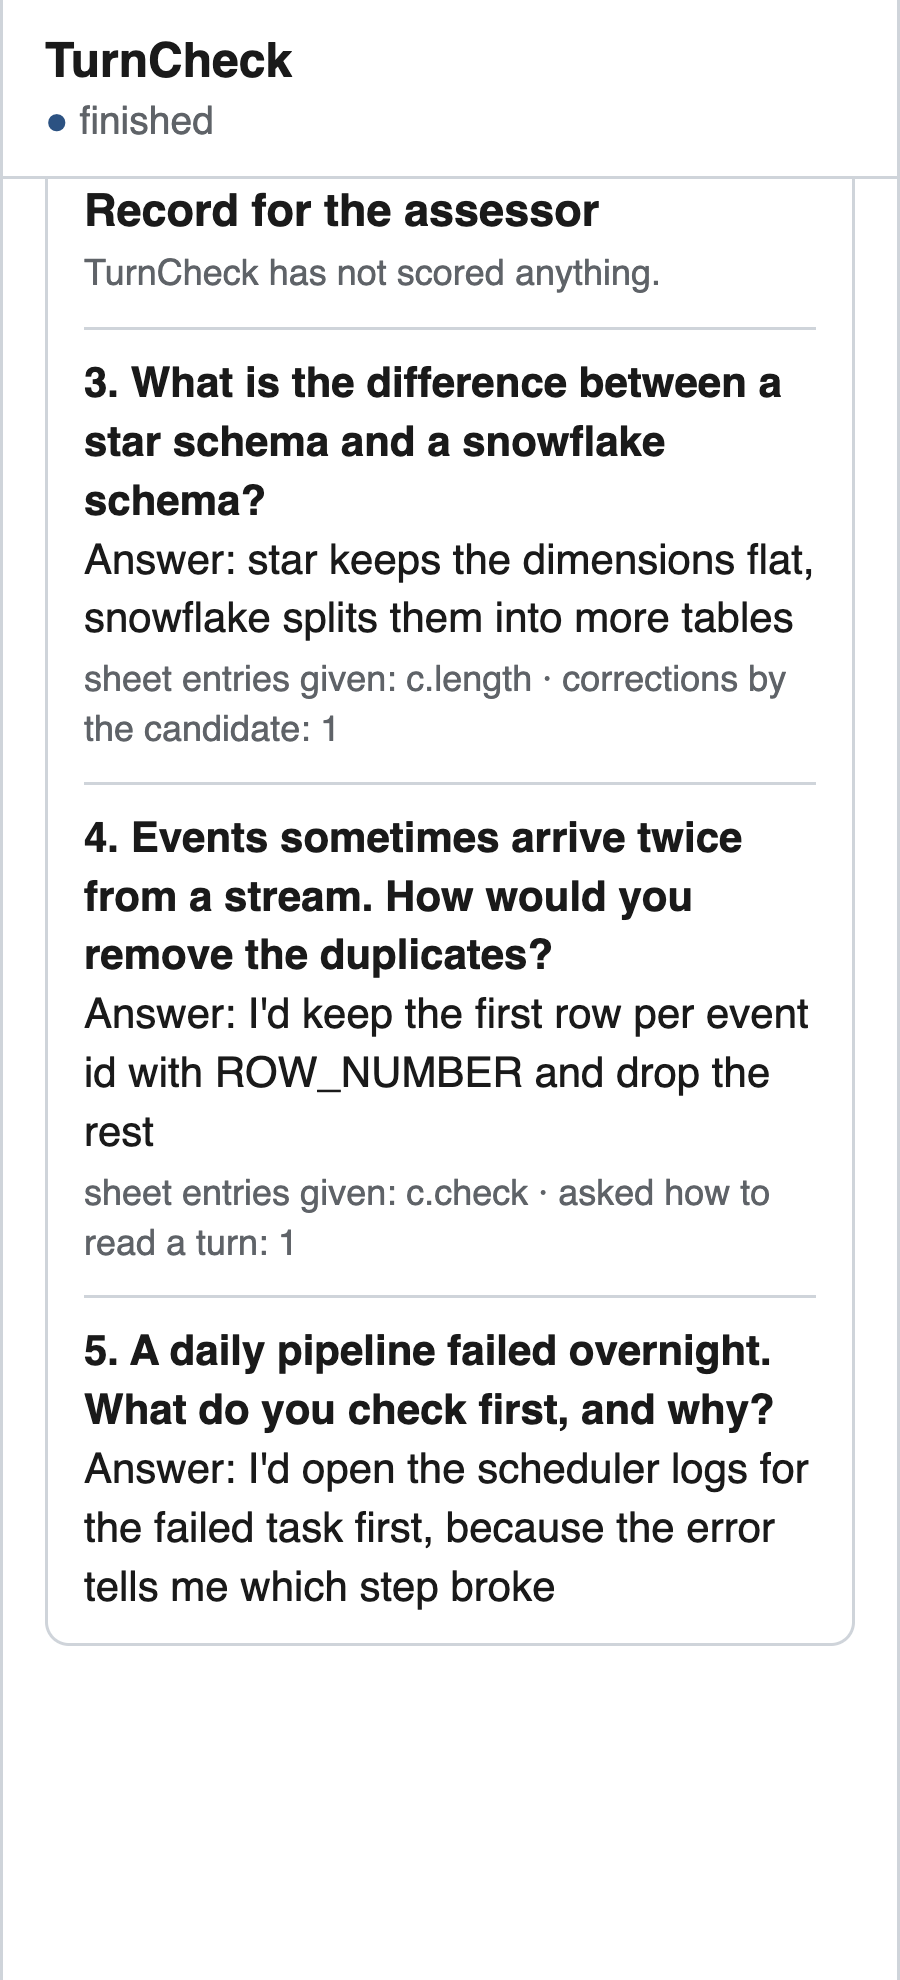 TurnCheck
finished
Record for the assessor
TurnCheck has not scored anything.
3. What is the difference between a
star schema and a snowflake
schema?
Answer: star keeps the dimensions flat,
snowflake splits them into more tables
sheet entries given: c.length · corrections by
the candidate: 1
4. Events sometimes arrive twice
from a stream. How would you
remove the duplicates?
Answer: I'd keep the first row per event
id with ROW_NUMBER and drop the
rest
sheet entries given: c.check · asked how to
read a turn: 1
5. A daily pipeline failed overnight.
What do you check first, and why?
Answer: I'd open the scheduler logs for
the failed task first, because the error
tells me which step broke